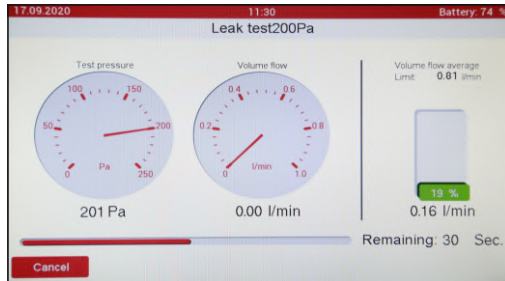 17.09.2020 11:30 Battery: 74 %
Leak test200Pa
Test pressure
0 50 100 150 200 250
Pa
201 Pa
Volume flow
0 0.2 0.4 0.6 0.8 1.0
l/min
0.00 l/min
Volume flow average
Limit: 0.81 l/min
19 %
0.16 l/min
Remaining: 30 Sec.
Cancel